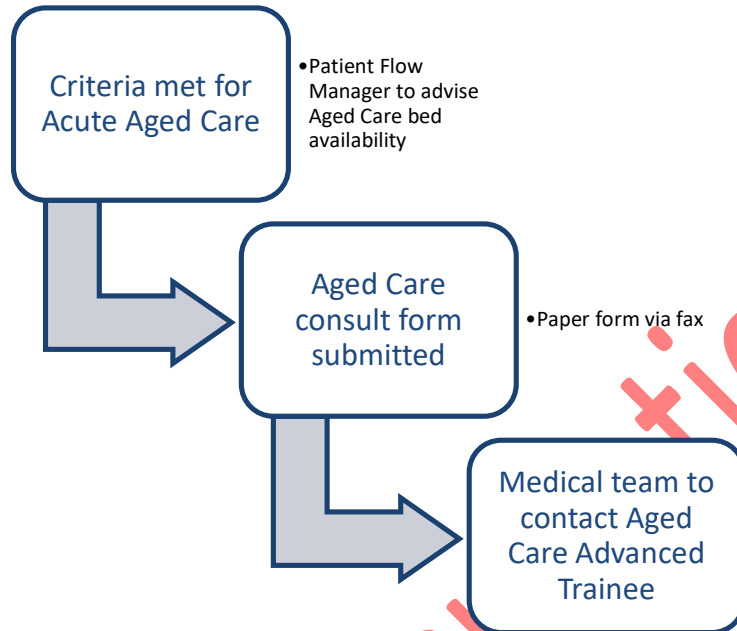 Criteria met for
Acute Aged Care
•Patient Flow
Manager to advise
Aged Care bed
availability
Aged Care
consult form
submitted
•Paper form via fax
Medical team to
contact Aged
Care Advanced
Trainee